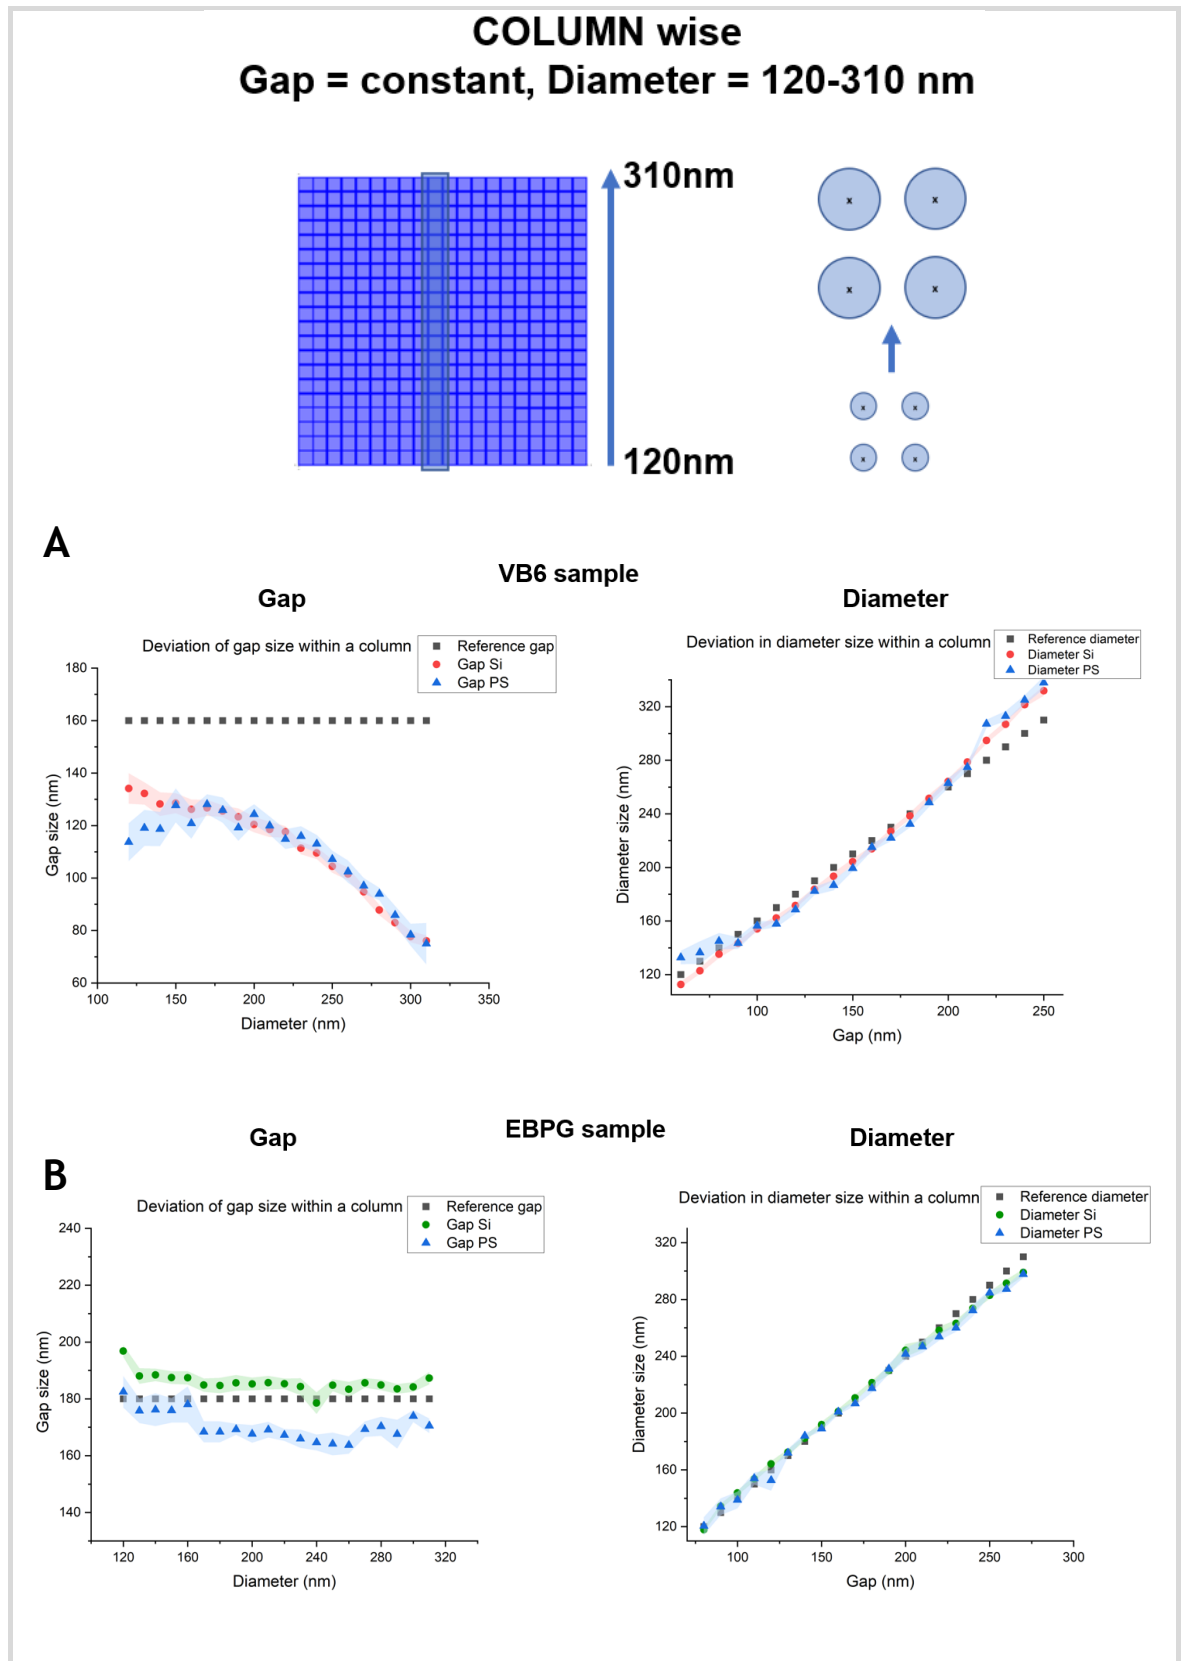 COLUMN wise
Gap = constant, Diameter = 120-310 nm
310nm
120nm
x x
x x
x x
x x
A
VB6 sample
Gap
Diameter
Deviation of gap size within a column
Reference gap
Gap Si
Gap PS
180
160
140
120
100
80
60
100 150 200 250 300 350
Gap size (nm)
Diameter (nm)
Deviation in diameter size within a column
Reference diameter
Diameter Si
Diameter PS
320
280
240
200
160
120
100 150 200 250
Diameter size (nm)
Gap (nm)
EBPG sample
Gap
Diameter
B
Deviation of gap size within a column
Reference gap
Gap Si
Gap PS
240
220
200
180
160
140
120 160 200 240 280 320
Gap size (nm)
Diameter (nm)
Deviation in diameter size within a column
Reference diameter
Diameter Si
Diameter PS
320
280
240
200
160
120
100 150 200 250 300
Diameter size (nm)
Gap (nm)